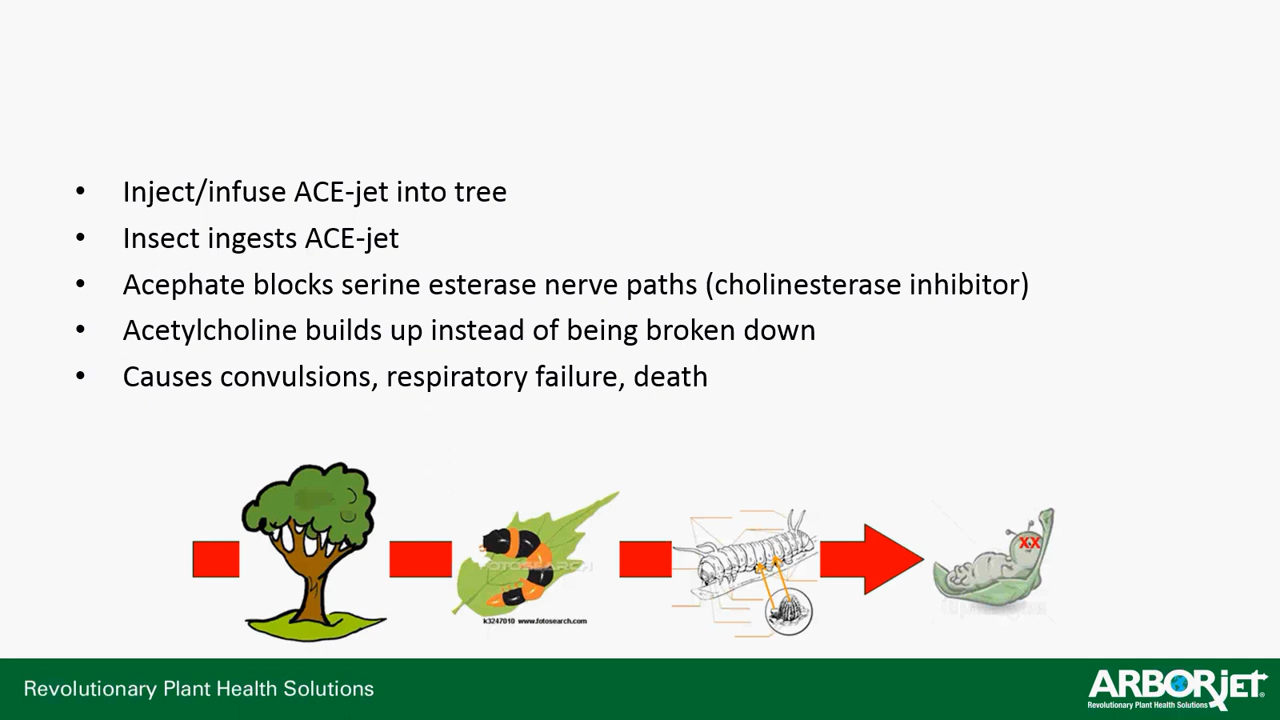 • Inject/infuse ACE-jet into tree
• Insect ingests ACE-jet
• Acephate blocks serine esterase nerve paths (cholinesterase inhibitor)
• Acetylcholine builds up instead of being broken down
• Causes convulsions, respiratory failure, death
FOTOSEARCH
XX
k3247010 www.fotosearch.com
Revolutionary Plant Health Solutions
ARBORjet
Revolutionary Plant Health Solutions